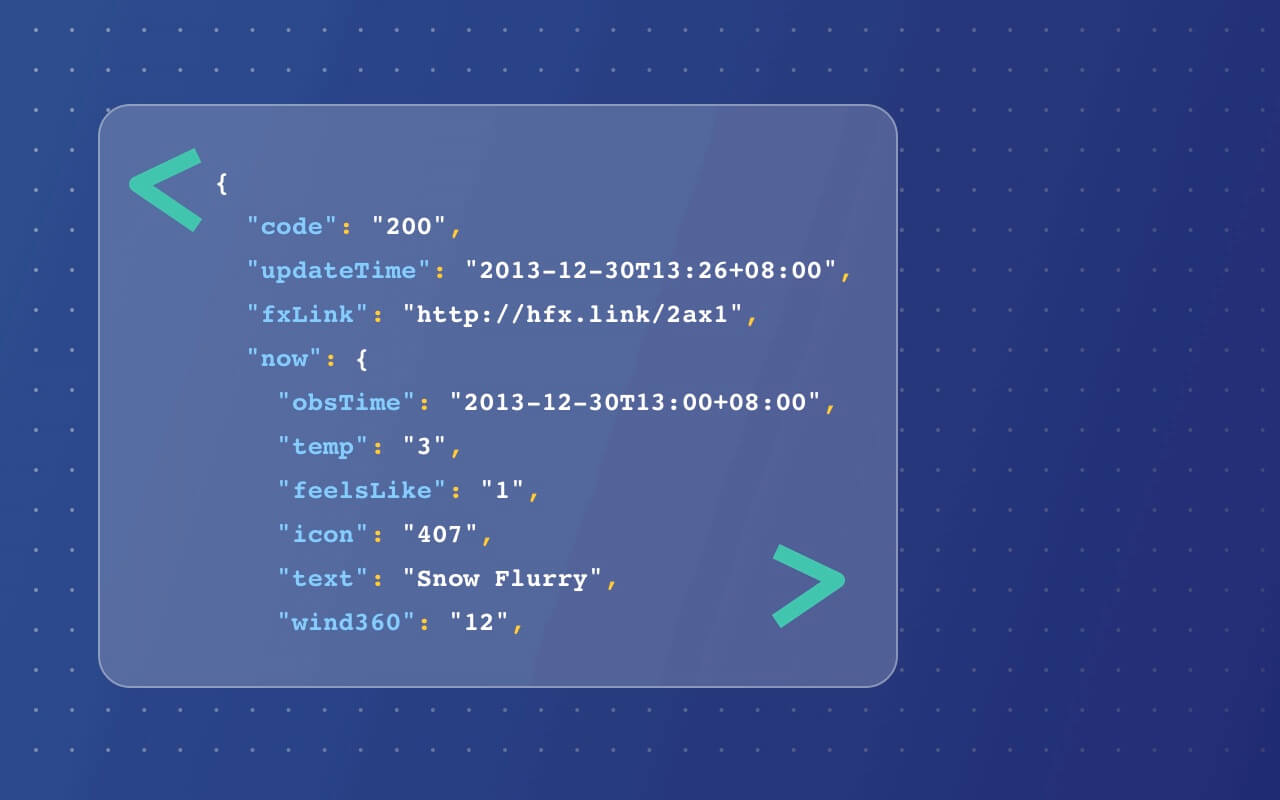 {
"code": "200",
"updateTime": "2013-12-30T13:26+08:00",
"fxLink": "http://hfx.link/2ax1",
"now": {
"obsTime": "2013-12-30T13:00+08:00",
"temp": "3",
"feelsLike": "1",
"icon": "407",
"text": "Snow Flurry",
"wind360": "12",